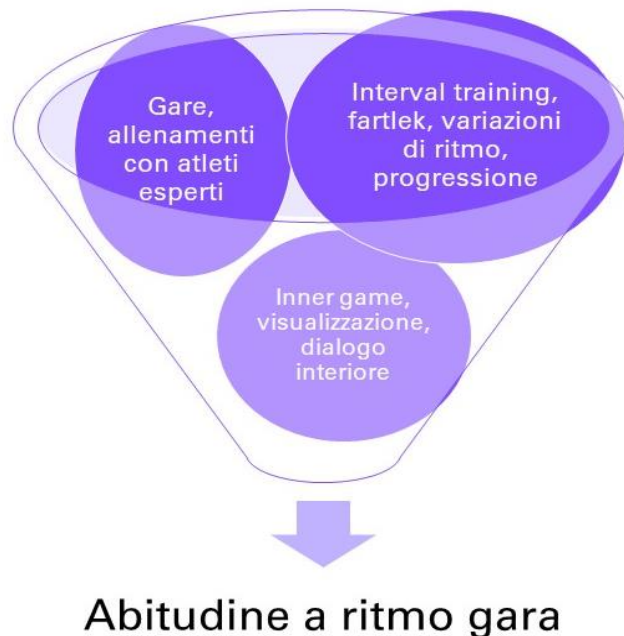 Gare,
allenamenti
con atleti
esperti
Interval training,
fartlek, variazioni
di ritmo,
progressione
Inner game,
visualizzazione,
dialogo
interiore
Abitudine a ritmo gara